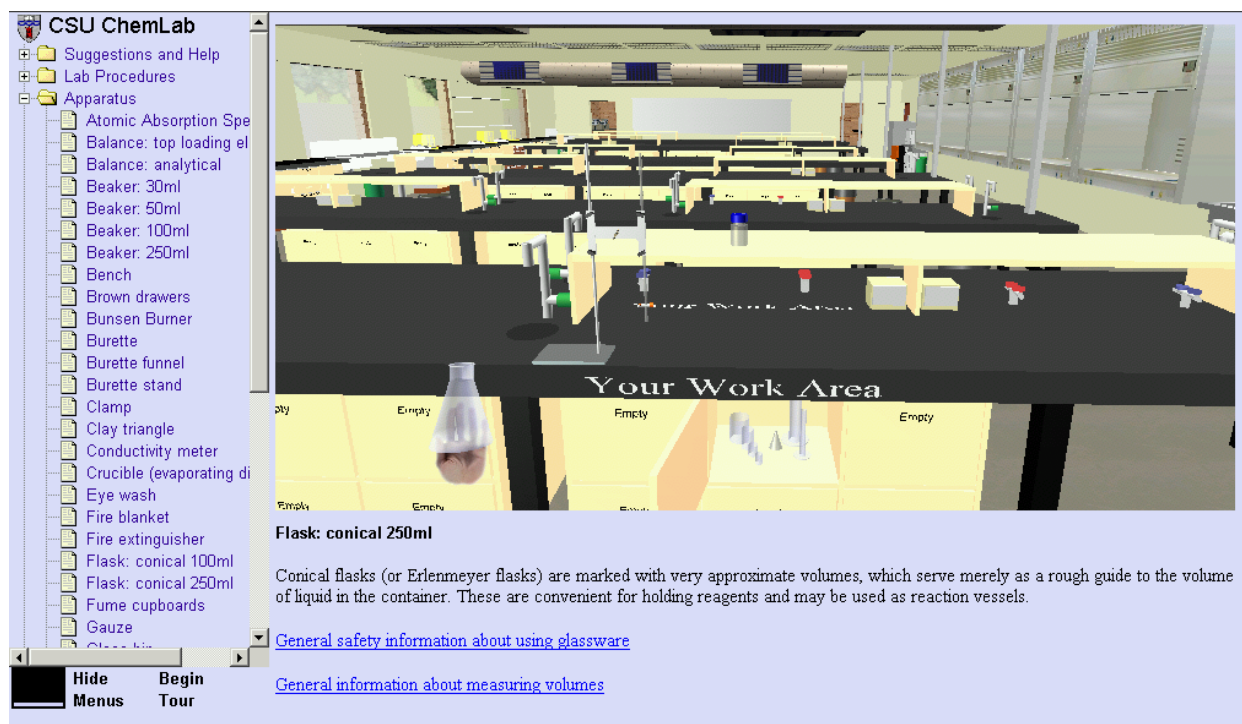 CSU ChemLab
Suggestions and Help
Lab Procedures
Apparatus
Atomic Absorption Spe
Balance: top loading el
Balance: analytical
Beaker: 30ml
Beaker: 50ml
Beaker: 100ml
Beaker: 250ml
Bench
Brown drawers
Bunsen Burner
Burette
Burette funnel
Burette stand
Clamp
Clay triangle
Conductivity meter
Crucible (evaporating di
Eye wash
Fire blanket
Fire extinguisher
Flask: conical 100ml
Flask: conical 250ml
Fume cupboards
Gauze
Hide Menus
Begin Tour
Your Work Area
Your Work Area
pty Empty Empty Empty
Empty Empty Empty
Flask: conical 250ml
Conical flasks (or Erlenmeyer flasks) are marked with very approximate volumes, which serve merely as a rough guide to the volume
of liquid in the container. These are convenient for holding reagents and may be used as reaction vessels.
General safety information about using glassware
General information about measuring volumes